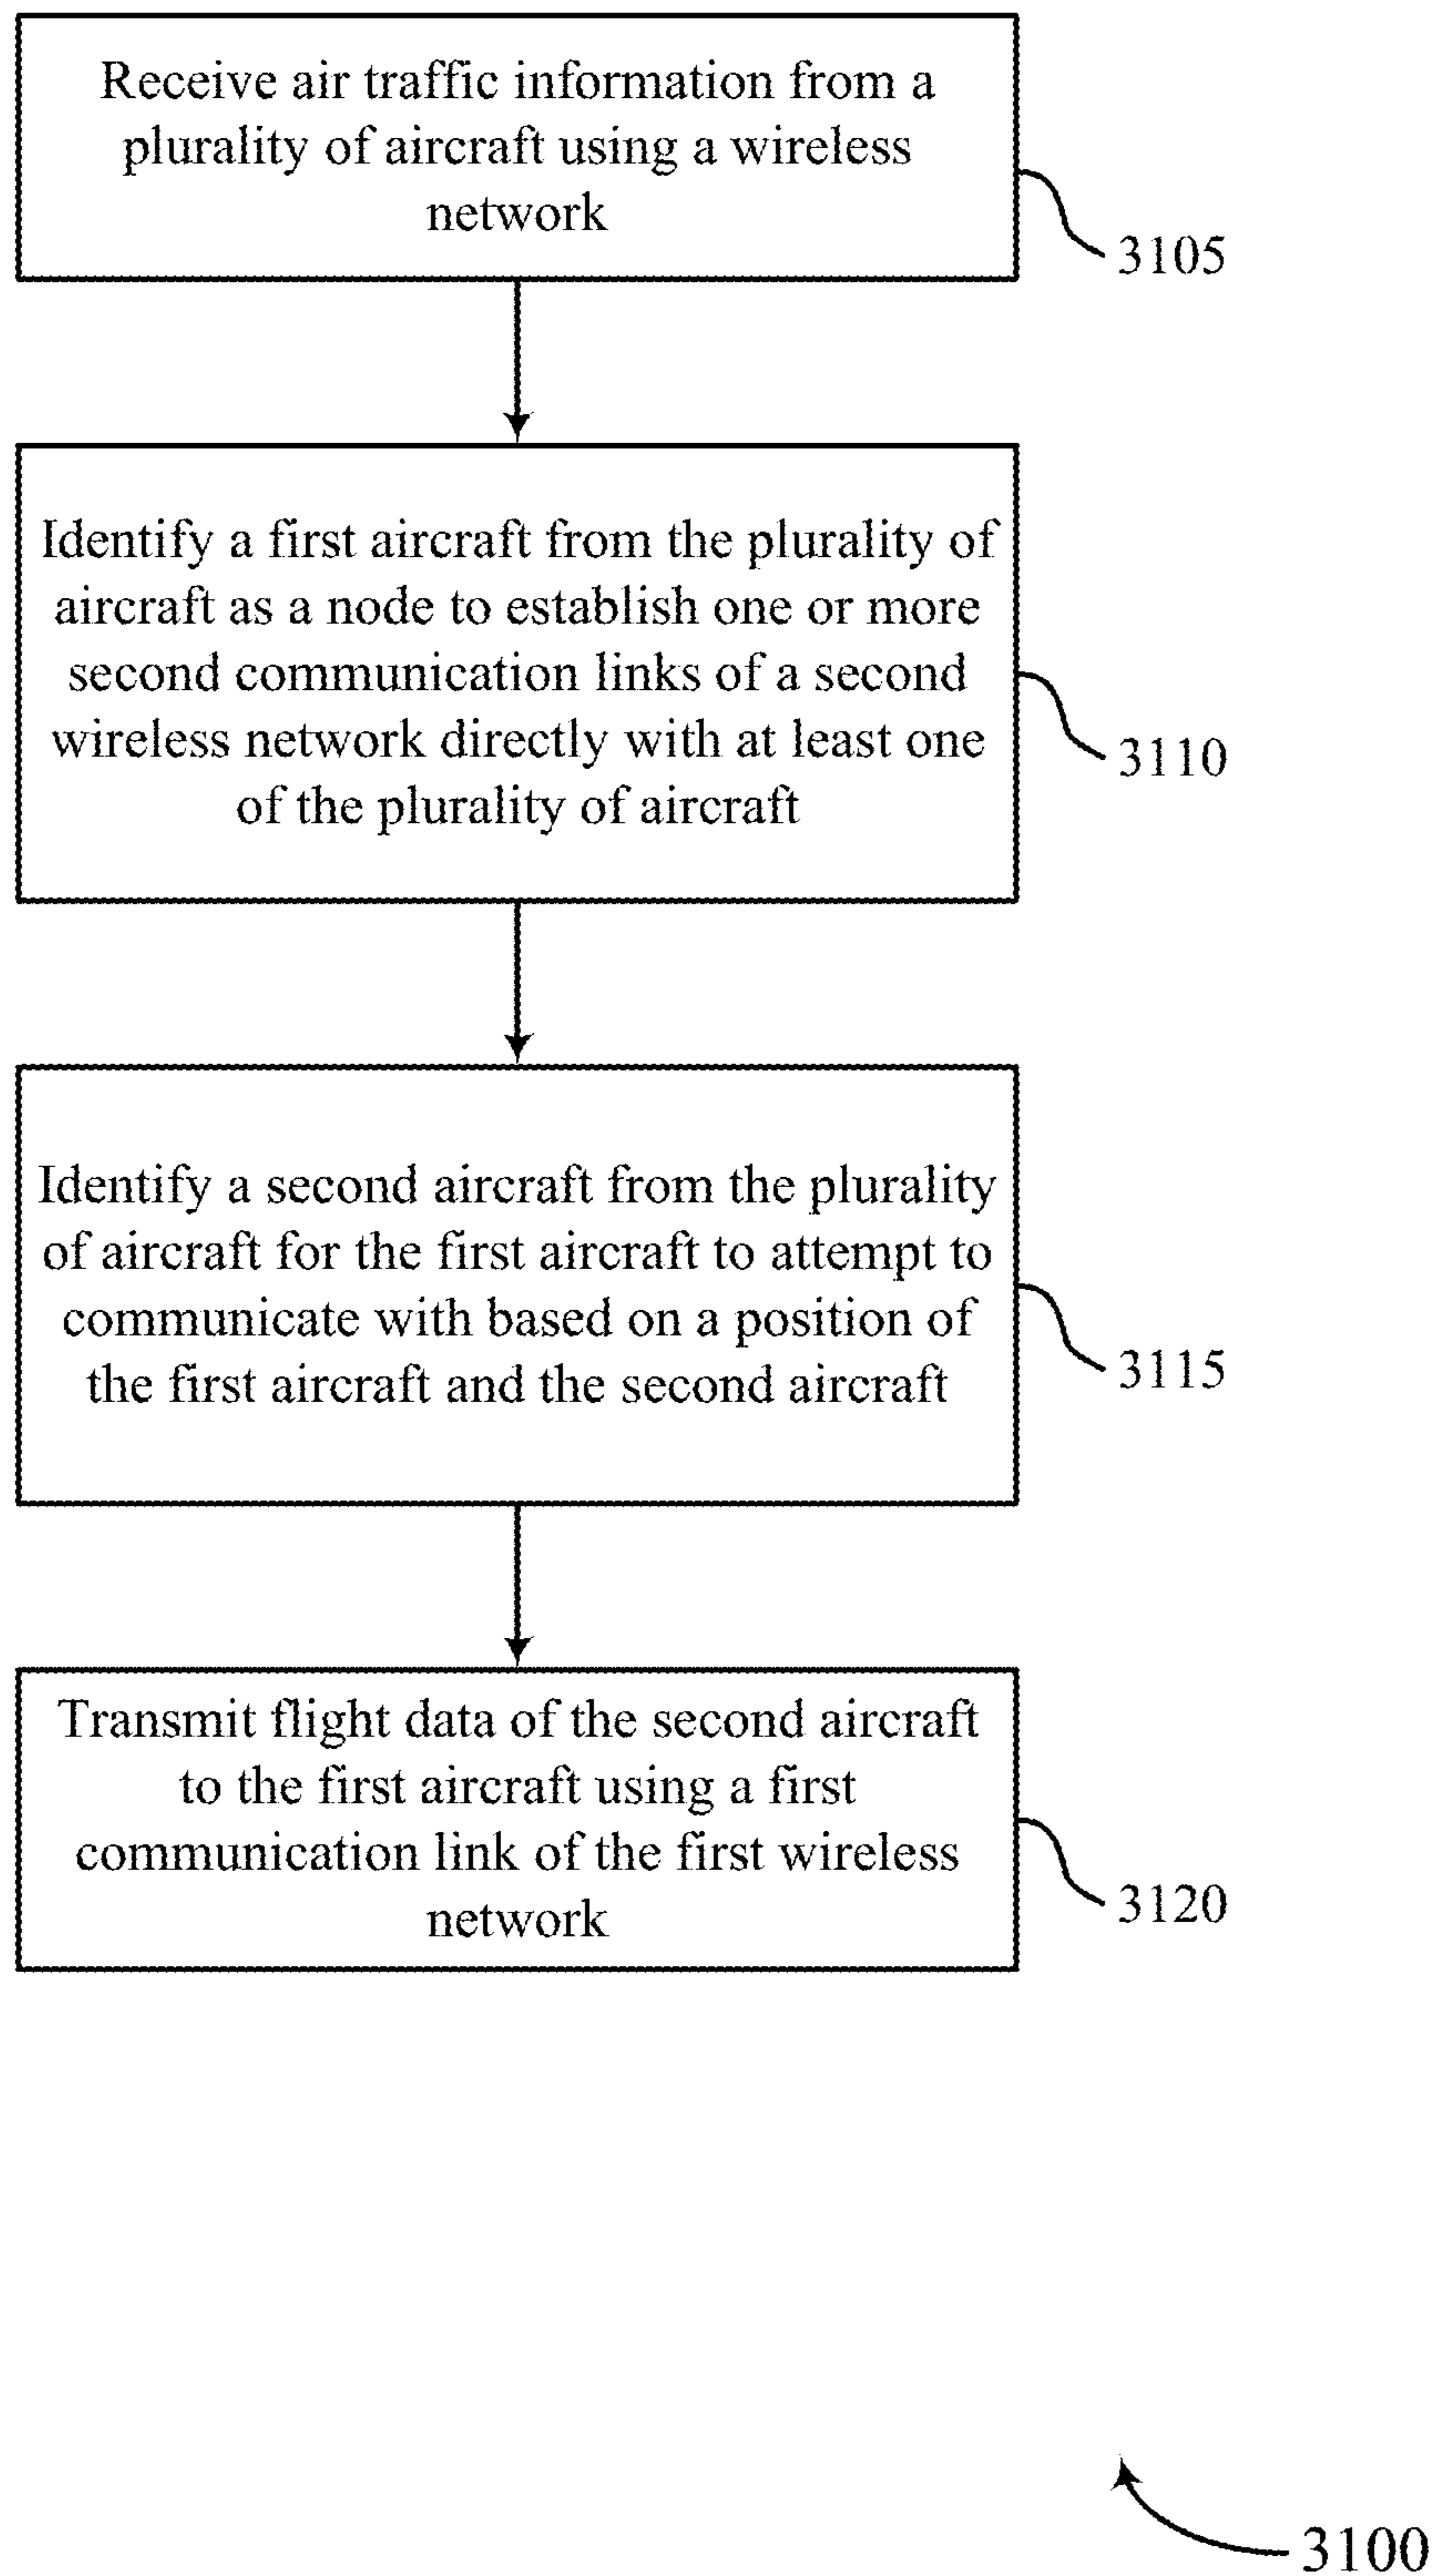 Receive air traffic information from a
plurality of aircraft using a wireless
network
3105
Identify a first aircraft from the plurality of
aircraft as a node to establish one or more
second communication links of a second
wireless network directly with at least one
of the plurality of aircraft
3110
Identify a second aircraft from the plurality
of aircraft for the first aircraft to attempt to
communicate with based on a position of
the first aircraft and the second aircraft
3115
Transmit flight data of the second aircraft
to the first aircraft using a first
communication link of the first wireless
network
3120
3100